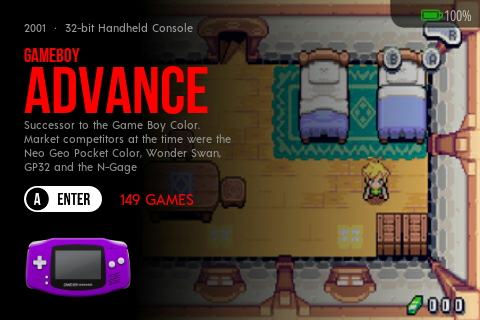 100%
2001 · 32-bit Handheld Console
R
B A
GAMEBOY
ADVANCE
Successor to the Game Boy Color.
Market competitors at the time were the
Neo Geo Pocket Color, Wonder Swan,
GP32 and the N-Gage
A ENTER 149 GAMES
000